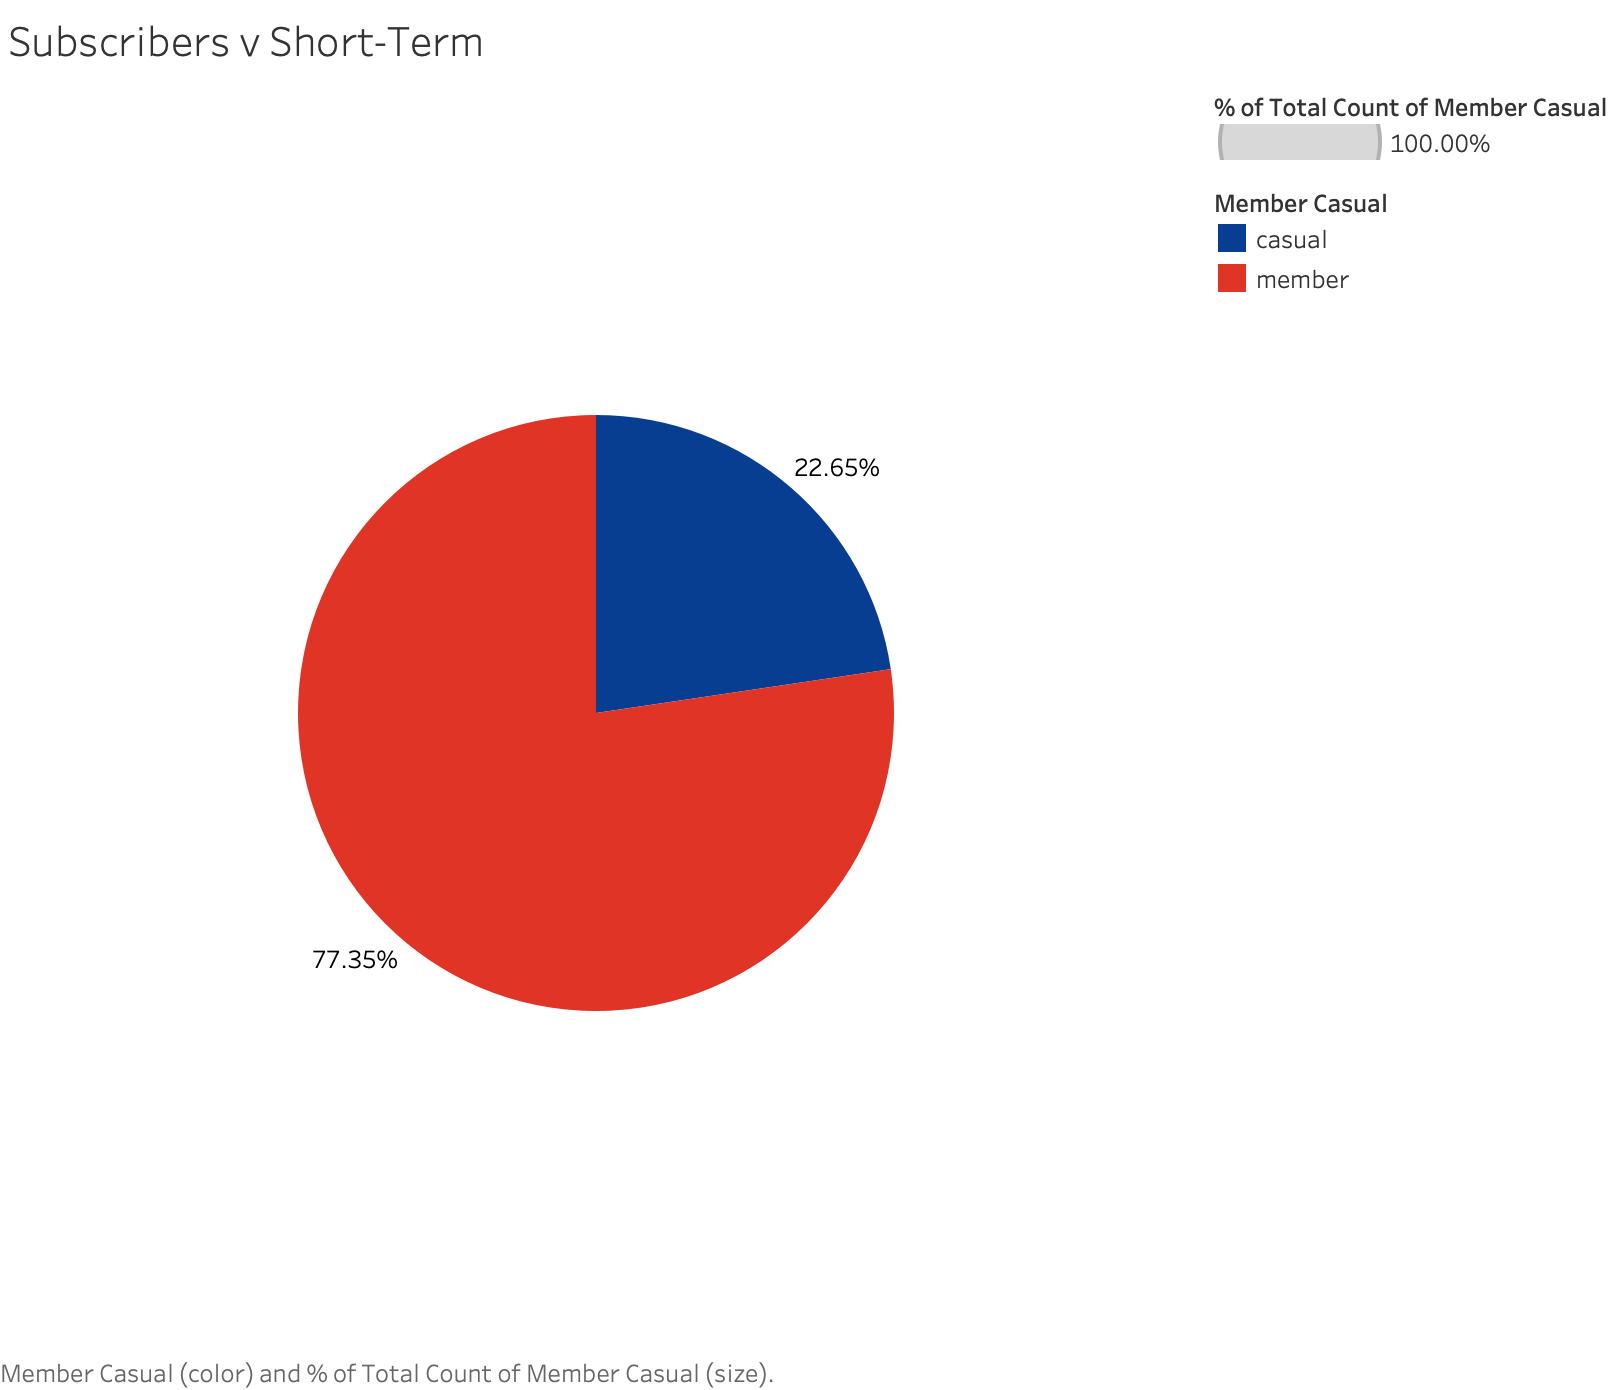 Subscribers v Short-Term
% of Total Count of Member Casual
100.00%
Member Casual
casual
member
22.65%
77.35%
Member Casual (color) and % of Total Count of Member Casual (size).